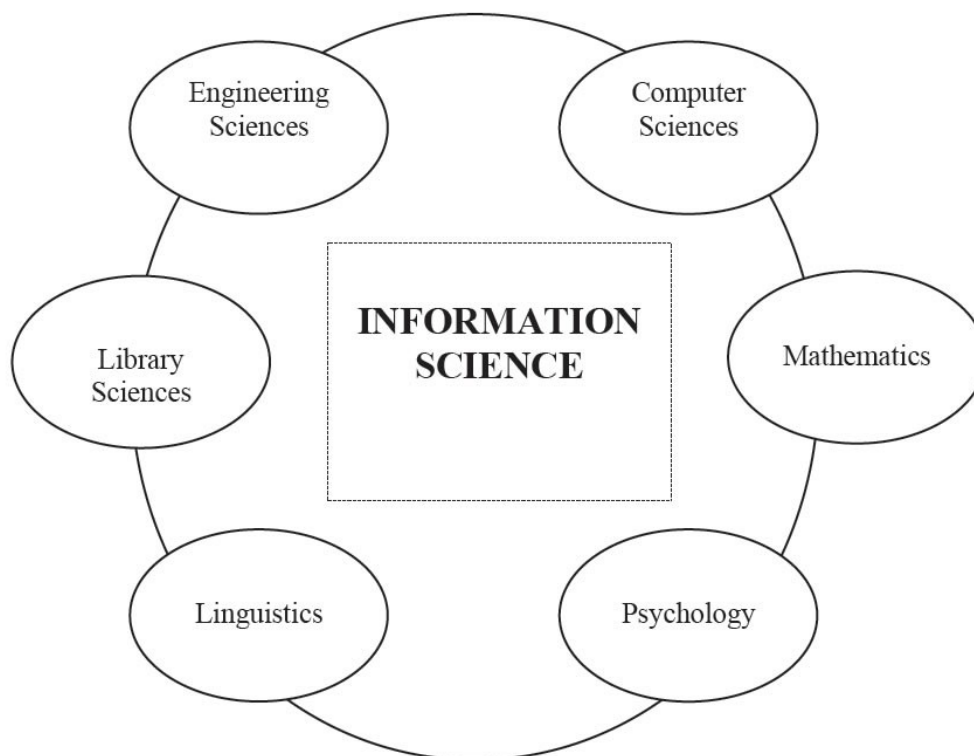 Engineering
Sciences
Computer
Sciences
INFORMATION
SCIENCE
Library
Sciences
Mathematics
Linguistics
Psychology